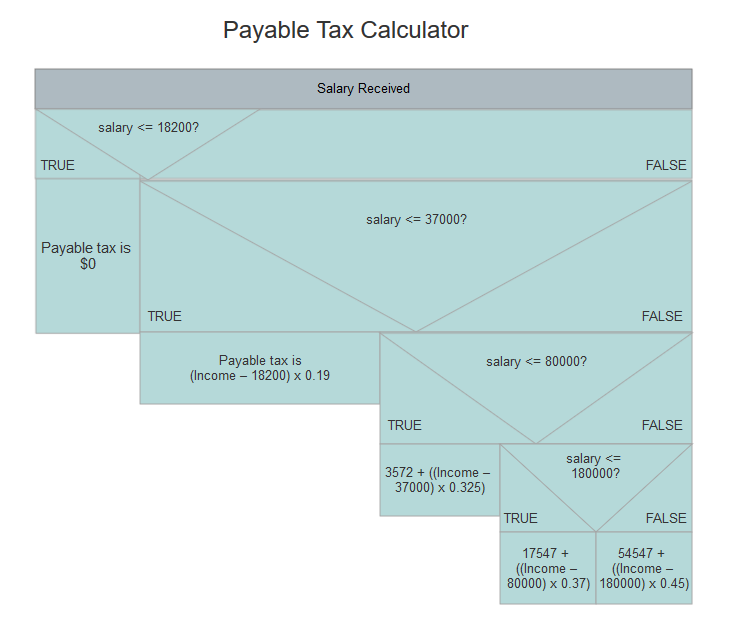 Payable Tax Calculator
Salary Received
salary <= 18200?
TRUE
FALSE
salary <= 37000?
Payable tax is
$0
TRUE
FALSE
Payable tax is
(Income – 18200) x 0.19
salary <= 80000?
TRUE
FALSE
3572 + ((Income –
37000) x 0.325)
salary <=
180000?
TRUE
FALSE
17547 +
((Income –
80000) x 0.37)
54547 +
((Income –
180000) x 0.45)